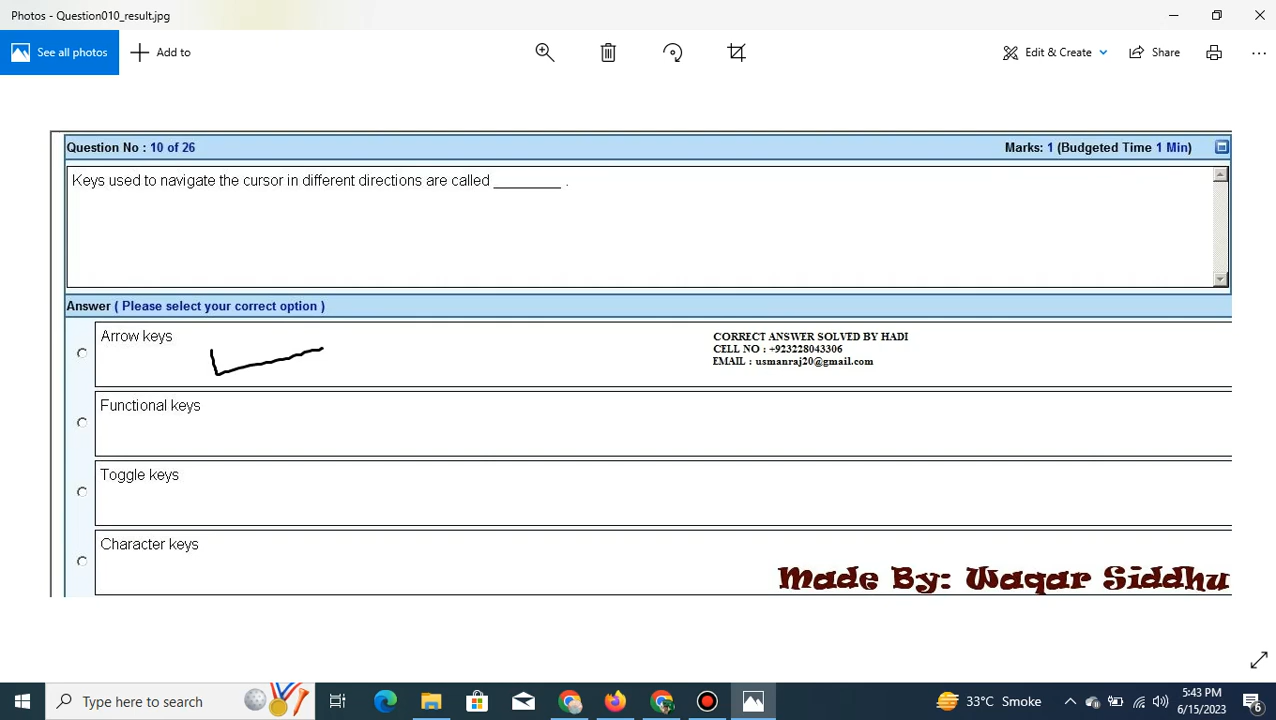 Photos - Question010_result.jpg
See all photos
Add to
Edit & Create
Share
Question No : 10 of 26
Marks: 1 (Budgeted Time 1 Min)
Keys used to navigate the cursor in different directions are called ________ .
Answer ( Please select your correct option )
Arrow keys
CORRECT ANSWER SOLVED BY HADI
CELL NO : +923228043306
EMAIL : usmanraj20@gmail.com
Functional keys
Toggle keys
Character keys
Made By: Waqar Siddhu
Type here to search
33°C Smoke
5:43 PM
6/15/2023
6